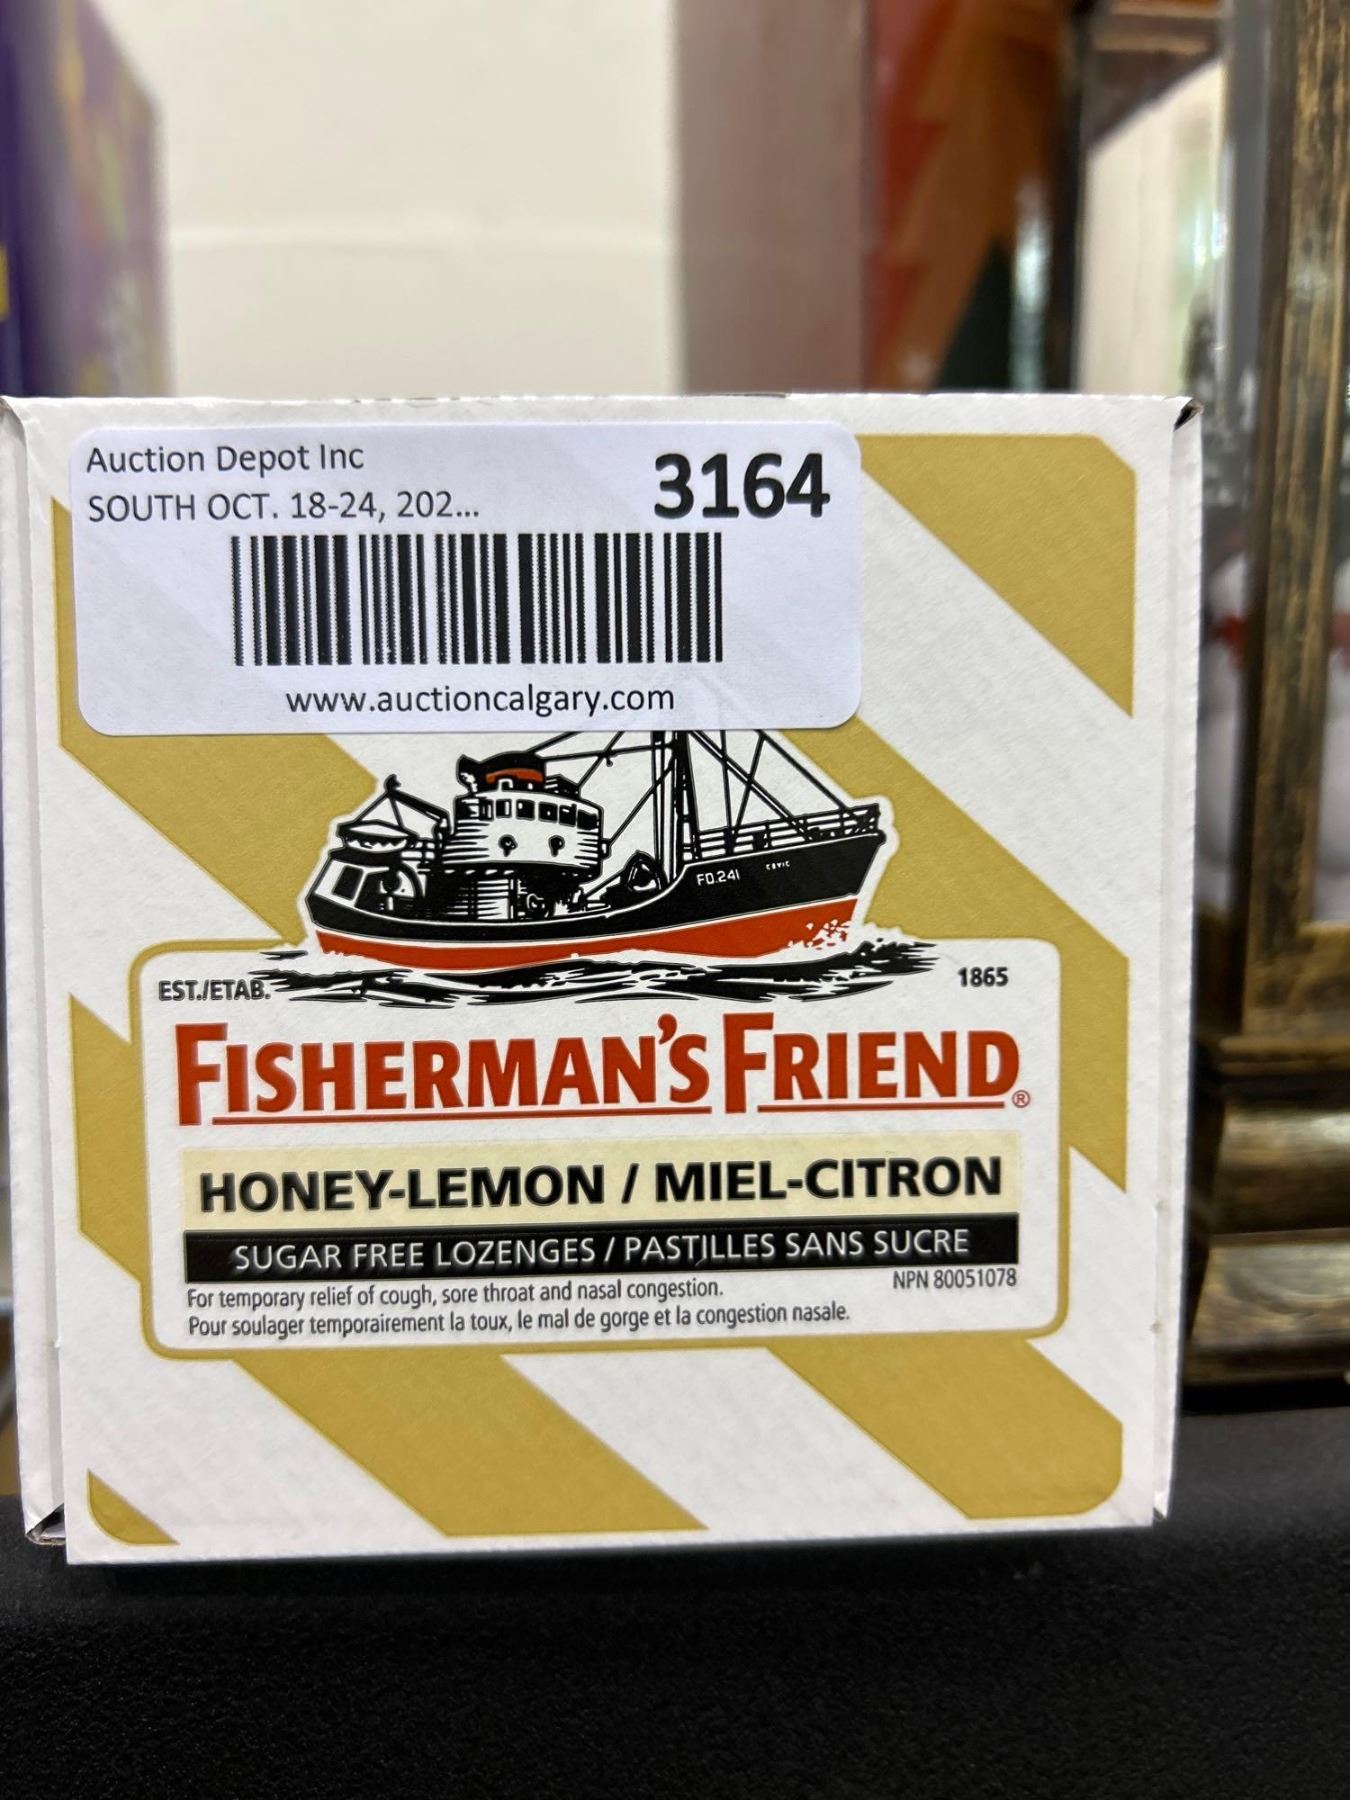 Auction Depot Inc
3164
SOUTH OCT. 18-24, 202...
www.auctioncalgary.com
FD.241
EST./ETAB.
1865
FISHERMAN'S FRIEND®
HONEY-LEMON / MIEL-CITRON
SUGAR FREE LOZENGES / PASTILLES SANS SUCRE
NPN 80051078
For temporary relief of cough, sore throat and nasal congestion.
Pour soulager temporairement la toux, le mal de gorge et la congestion nasale.